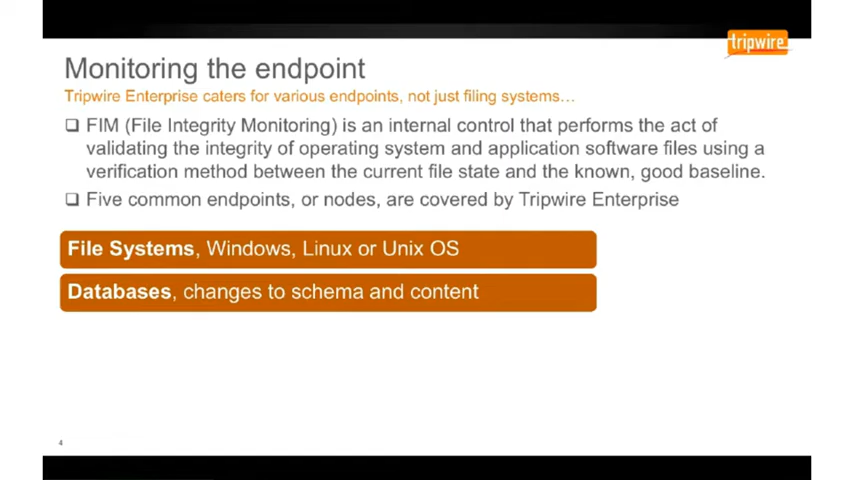 tripwire
Monitoring the endpoint
Tripwire Enterprise caters for various endpoints, not just filing systems…
FIM (File Integrity Monitoring) is an internal control that performs the act of
validating the integrity of operating system and application software files using a
verification method between the current file state and the known, good baseline.
Five common endpoints, or nodes, are covered by Tripwire Enterprise
File Systems, Windows, Linux or Unix OS
Databases, changes to schema and content
4